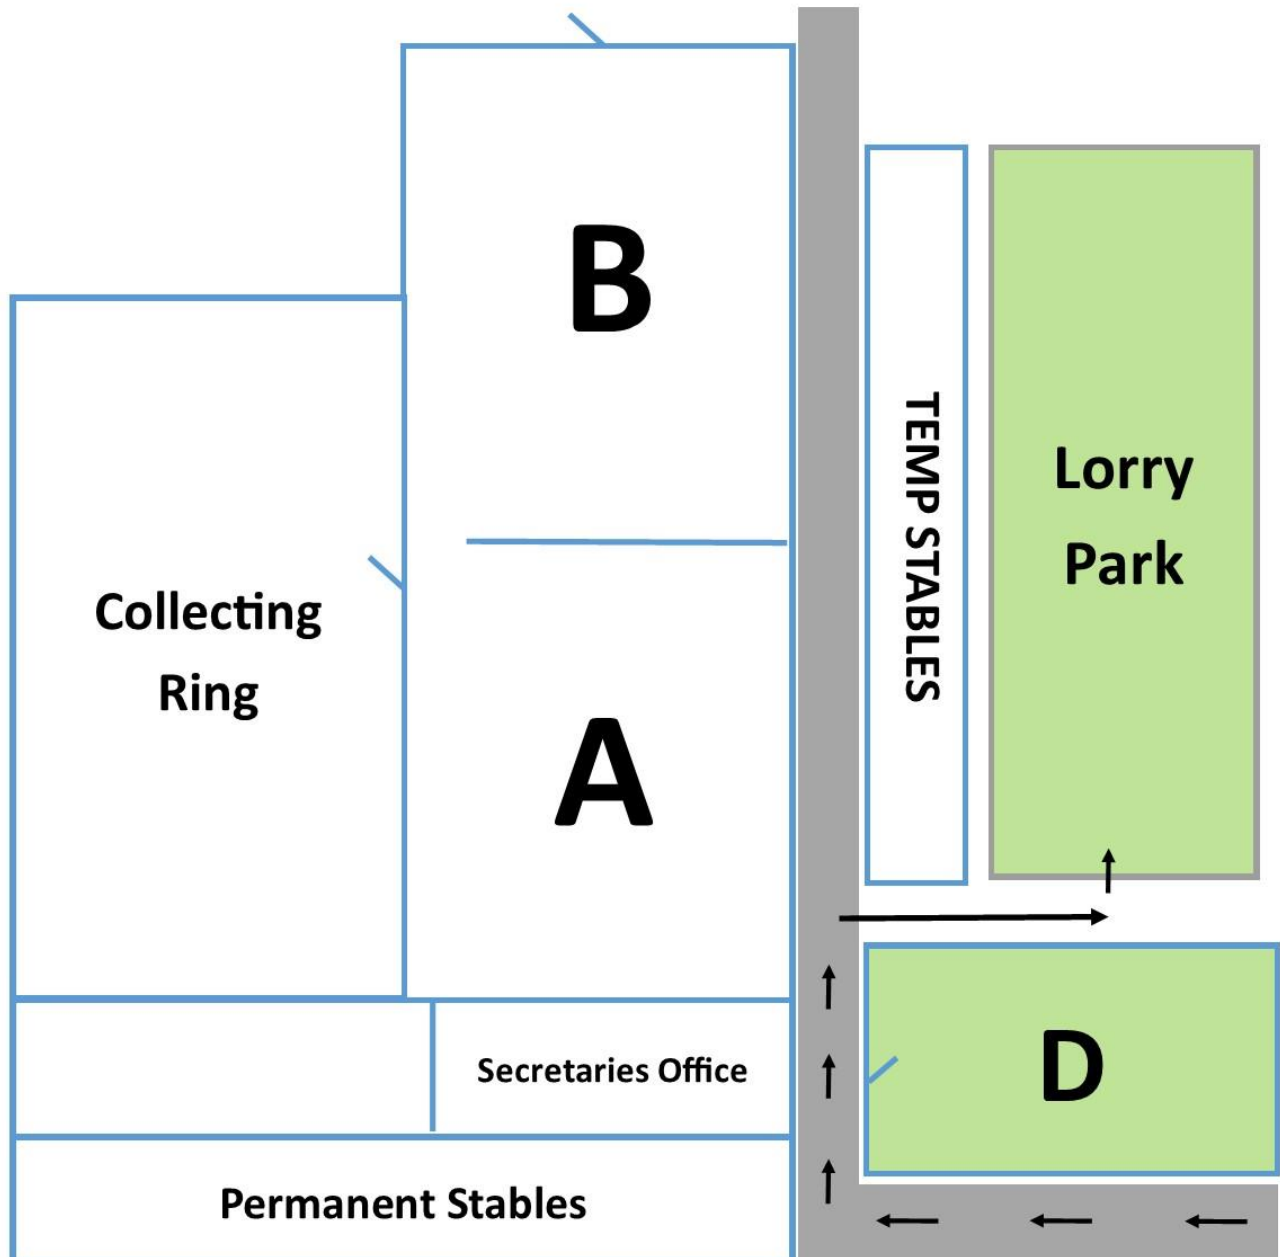 B
TEMP STABLES
Lorry
Park
Collecting
Ring
A
Secretaries Office
D
Permanent Stables